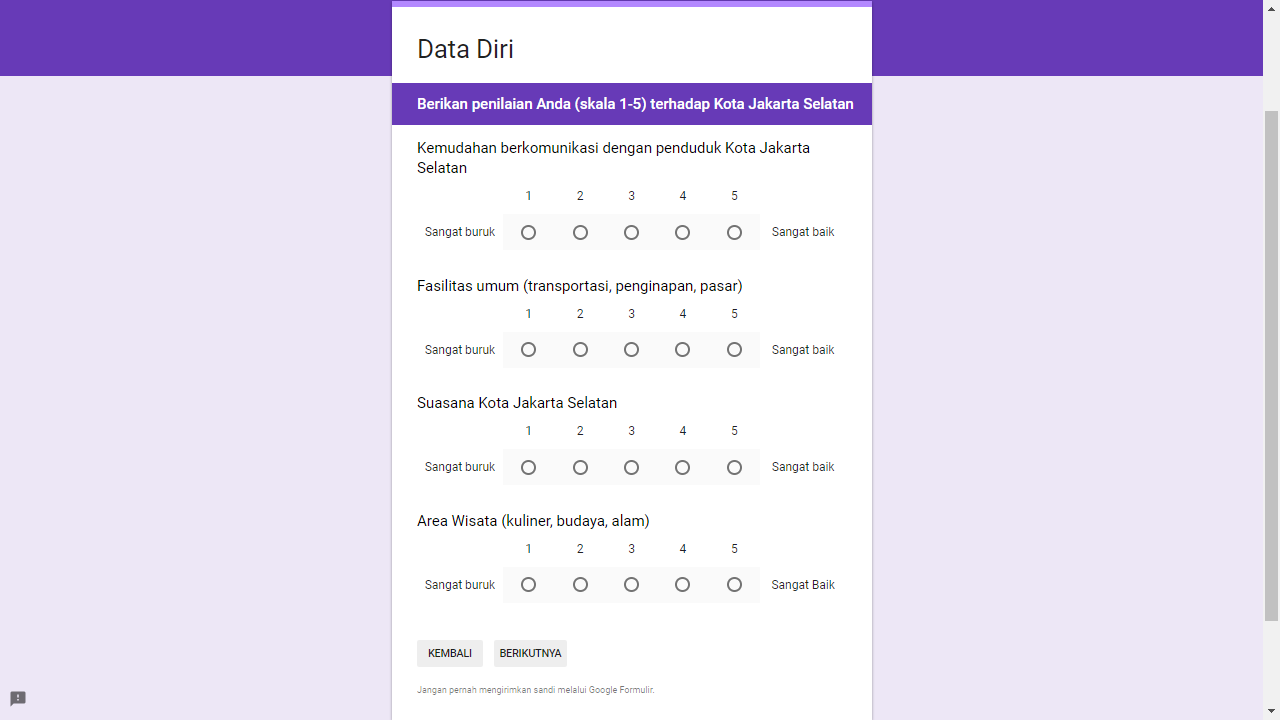 Data Diri
Berikan penilaian Anda (skala 1-5) terhadap Kota Jakarta Selatan
Kemudahan berkomunikasi dengan penduduk Kota Jakarta
Selatan
1 2 3 4 5
Sangat buruk Sangat baik
Fasilitas umum (transportasi, penginapan, pasar)
1 2 3 4 5
Sangat buruk Sangat baik
Suasana Kota Jakarta Selatan
1 2 3 4 5
Sangat buruk Sangat baik
Area Wisata (kuliner, budaya, alam)
1 2 3 4 5
Sangat buruk Sangat Baik
KEMBALI BERIKUTNYA
Jangan pernah mengirimkan sandi melalui Google Formulir.